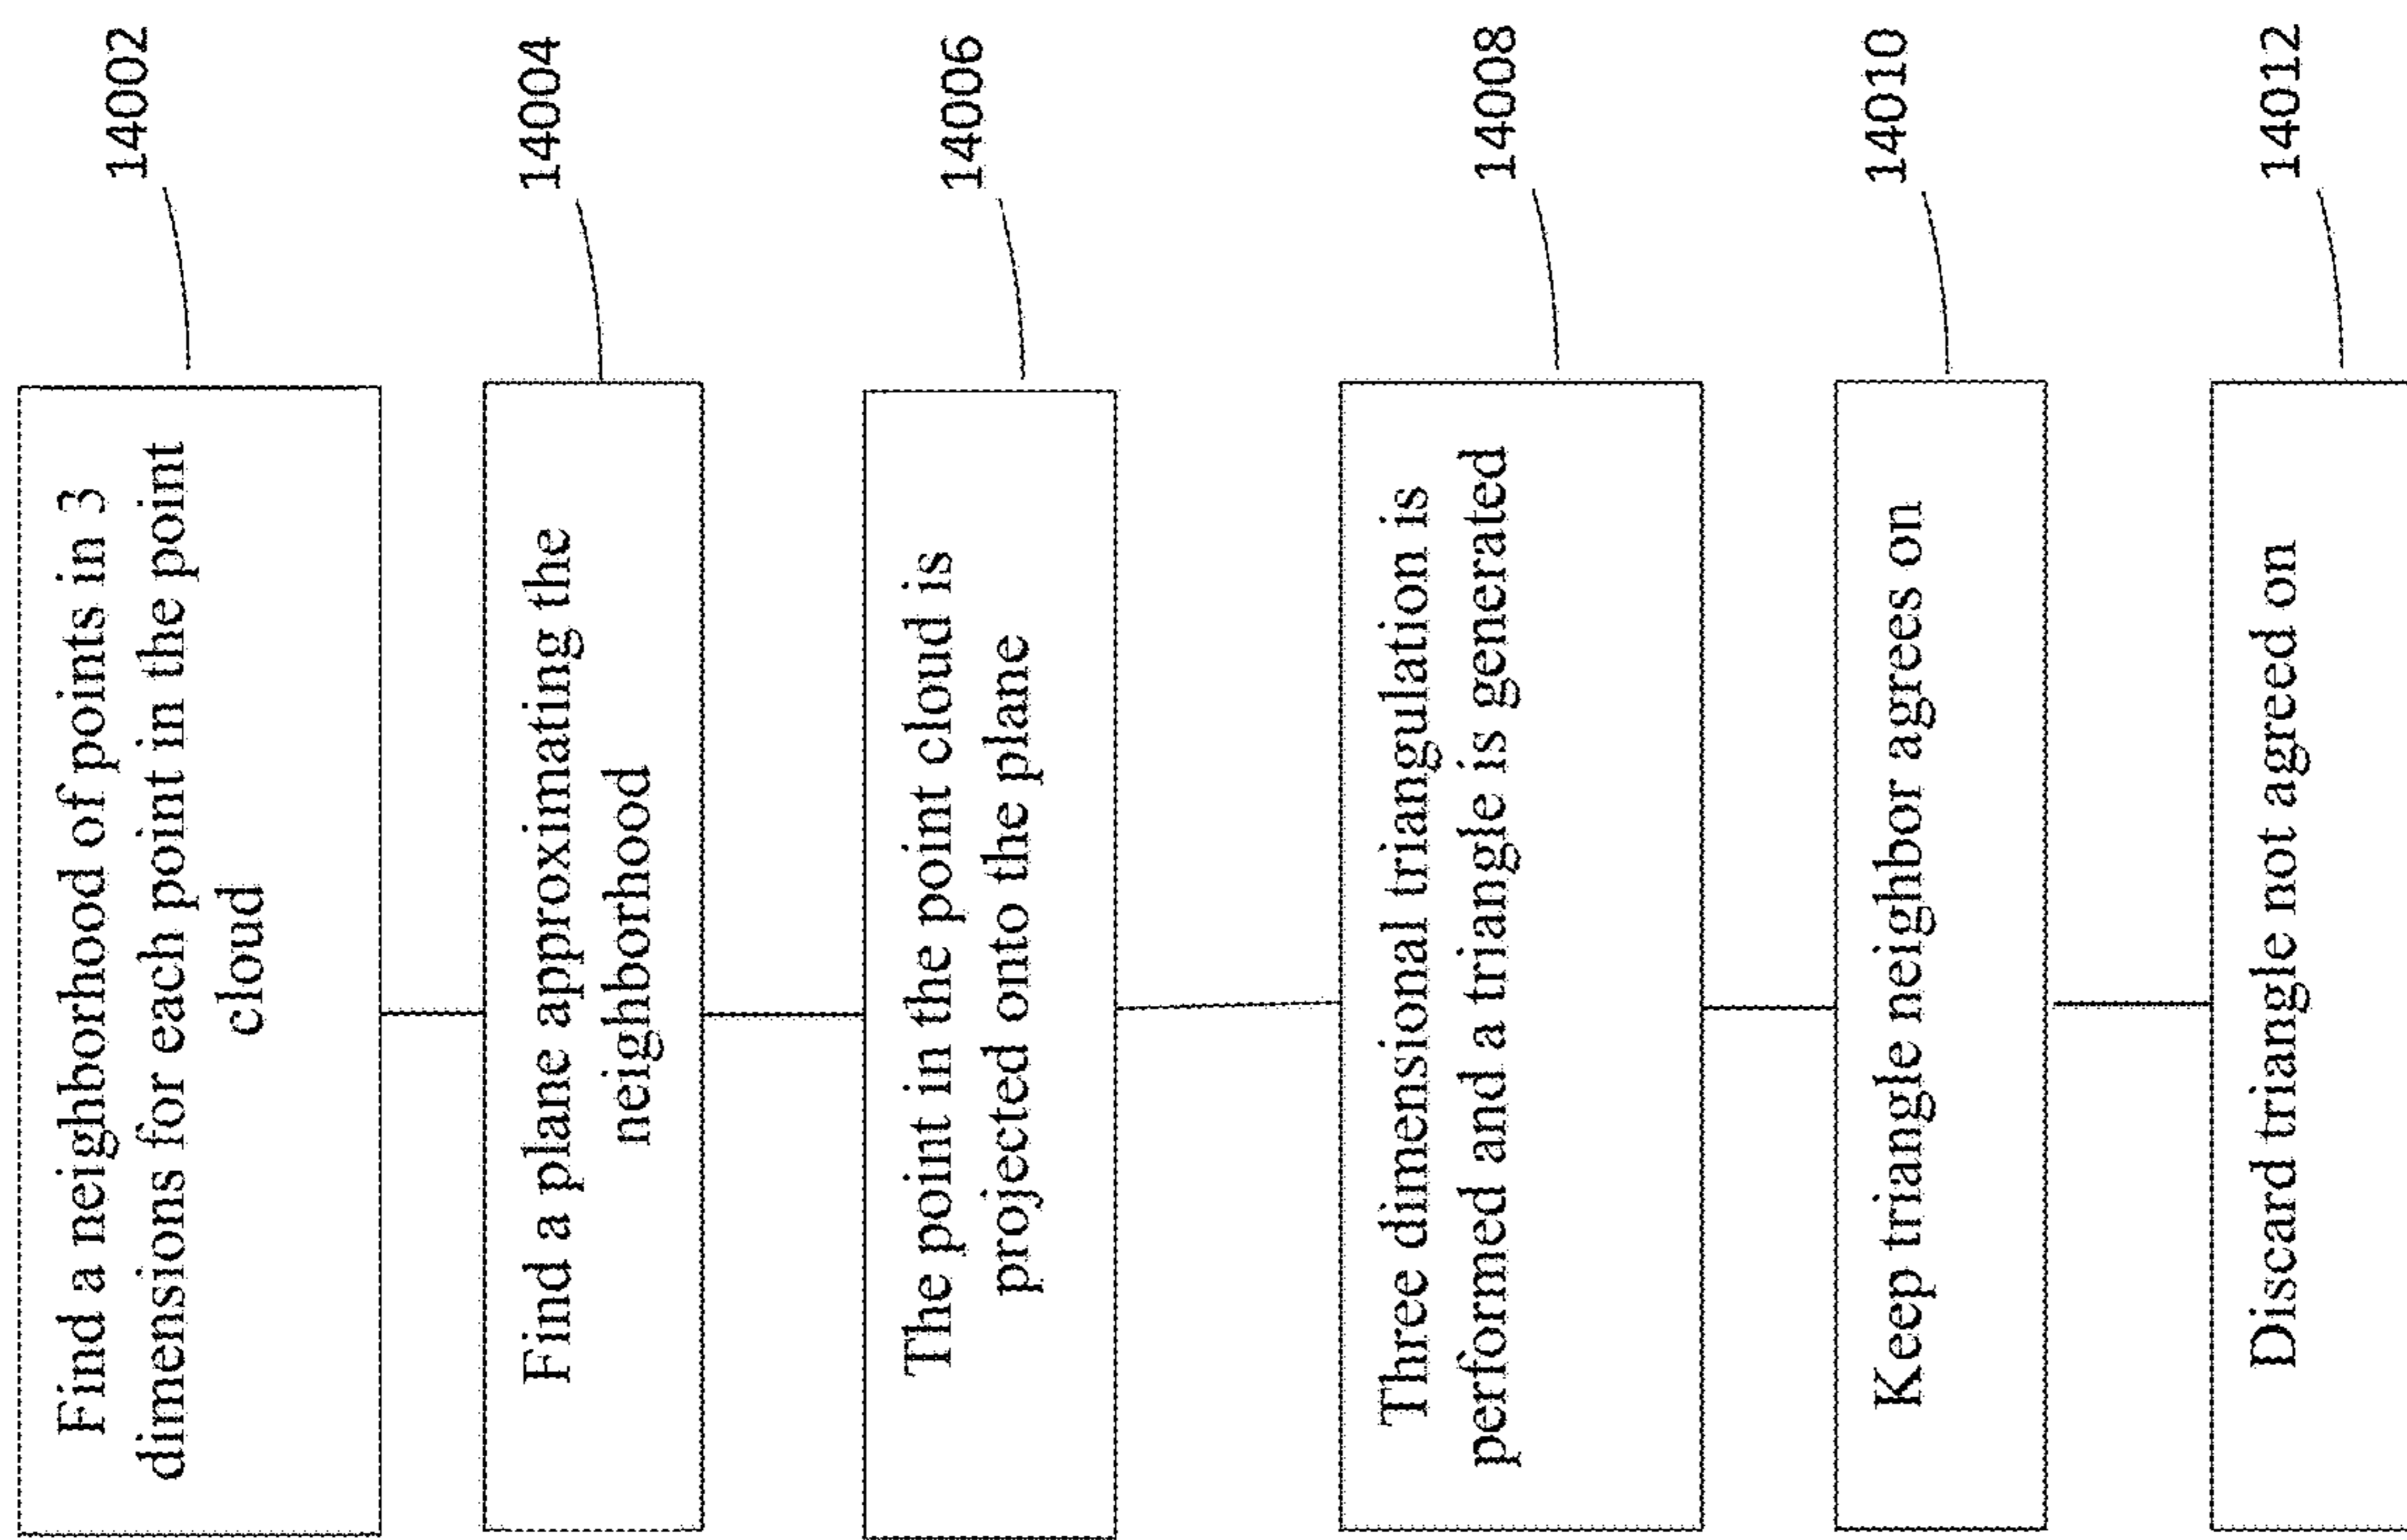 Find a neighborhood of points in 3
dimensions for each point in the point
cloud
14002
Find a plane approximating the
neighborhood
14004
The point in the point cloud is
projected onto the plane
14006
Three dimensional triangulation is
performed and a triangle is generated
14008
Keep triangle neighbor agrees on
14010
Discard triangle not agreed on
14012